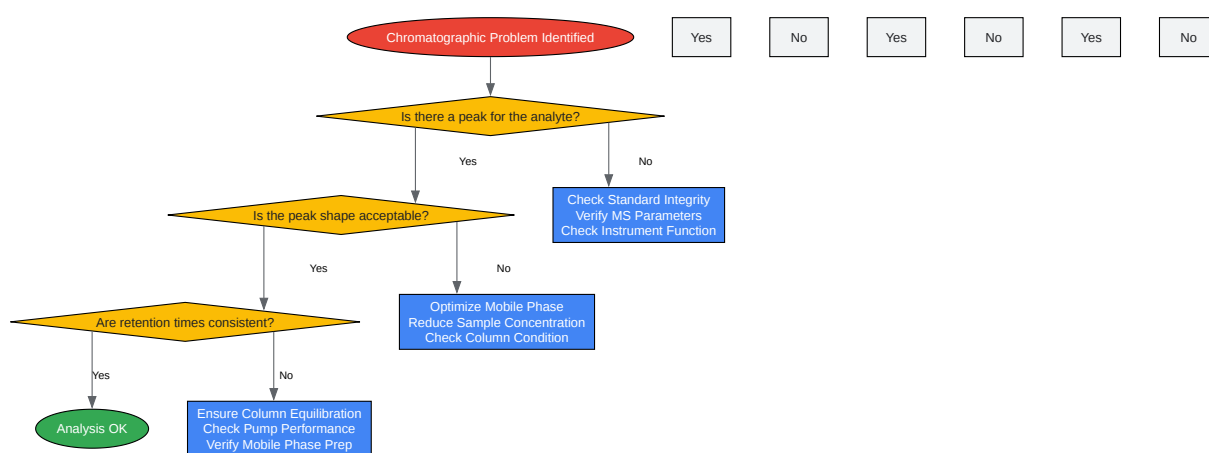 Chromatographic Problem Identified
Yes
No
Yes
No
Yes
No
Is there a peak for the analyte?
Yes
No
Check Standard Integrity
Verify MS Parameters
Check Instrument Function
Is the peak shape acceptable?
Yes
No
Optimize Mobile Phase
Reduce Sample Concentration
Check Column Condition
Are retention times consistent?
Yes
No
Analysis OK
Ensure Column Equilibration
Check Pump Performance
Verify Mobile Phase Prep